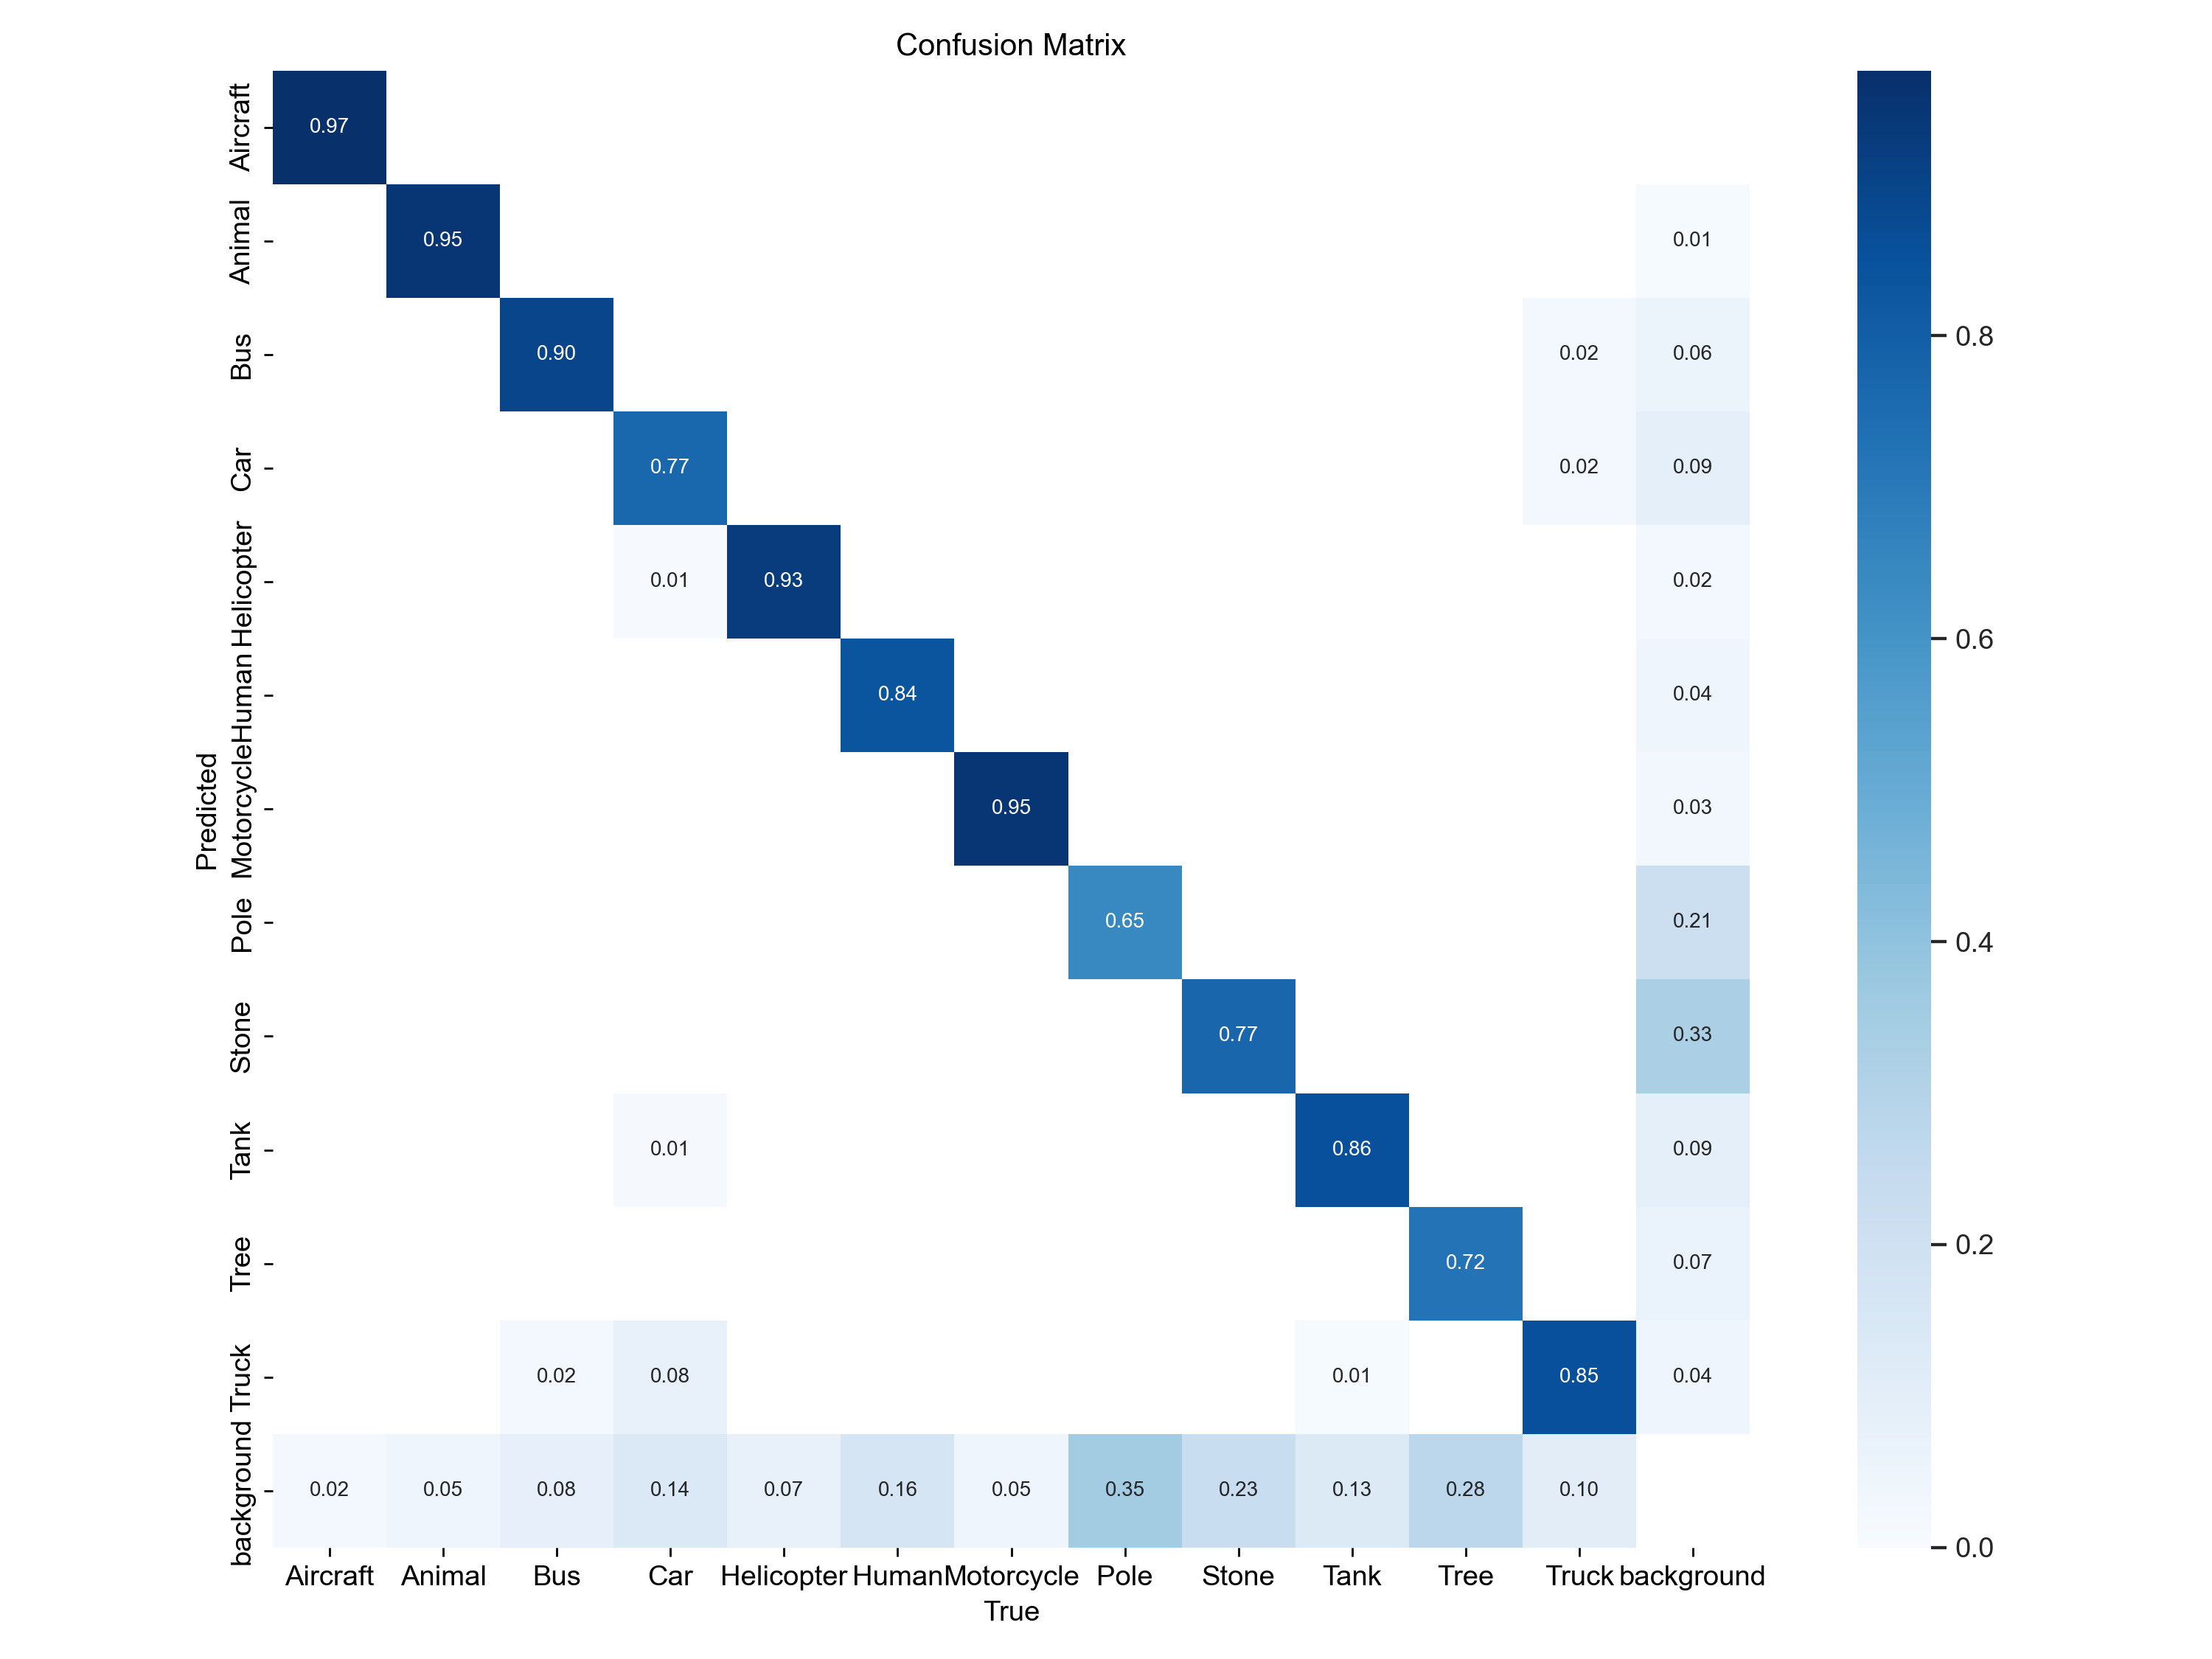 Confusion Matrix
Aircraft 0.97
Animal 0.95 0.01
Bus 0.90 0.02 0.06
0.8
Car 0.77 0.02 0.09
Helicopter 0.01 0.93 0.02
0.6
Human 0.84 0.04
Predicted
Motorcycle 0.95 0.03
Pole 0.65 0.21
0.4
Stone 0.77 0.33
Tank 0.01 0.86 0.09
Tree 0.72 0.07
0.2
Truck 0.02 0.08 0.01 0.85 0.04
background 0.02 0.05 0.08 0.14 0.07 0.16 0.05 0.35 0.23 0.13 0.28 0.10
0.0
Aircraft Animal Bus Car Helicopter Human Motorcycle Pole Stone Tank Tree Truck background
True